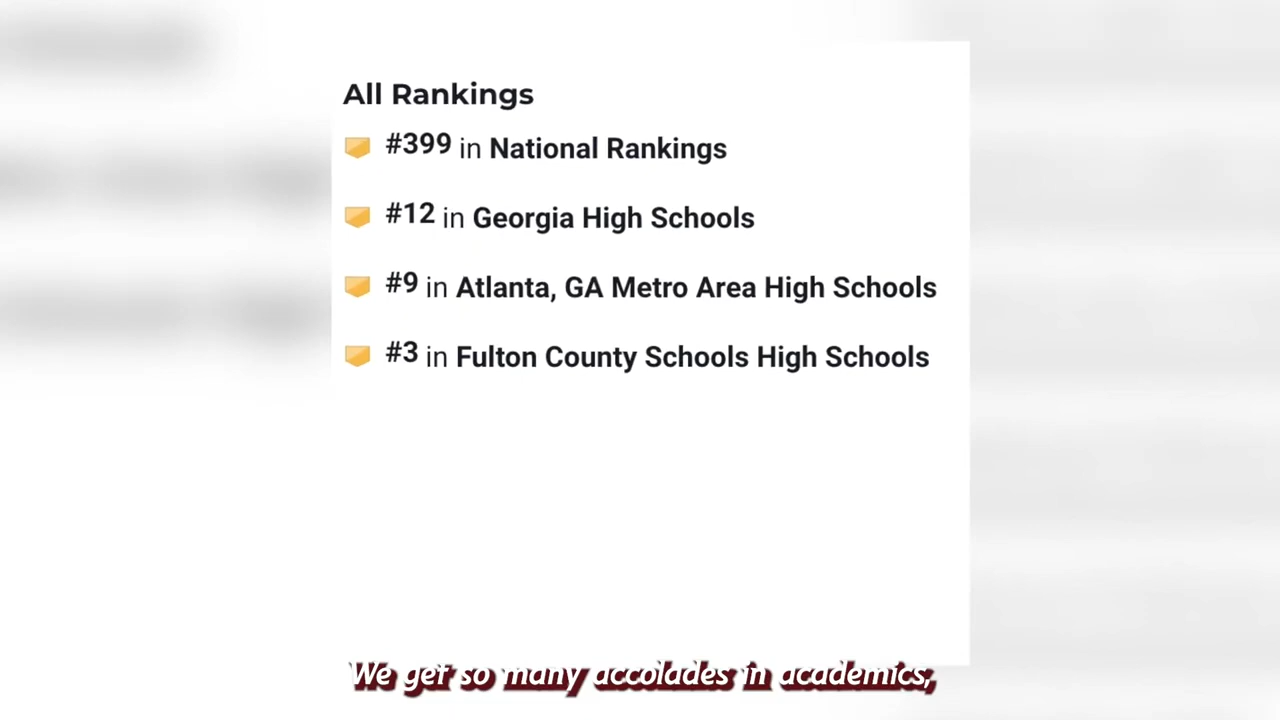 All Rankings
#399 in National Rankings
#12 in Georgia High Schools
#9 in Atlanta, GA Metro Area High Schools
#3 in Fulton County Schools High Schools
We get so many accolades in academics,